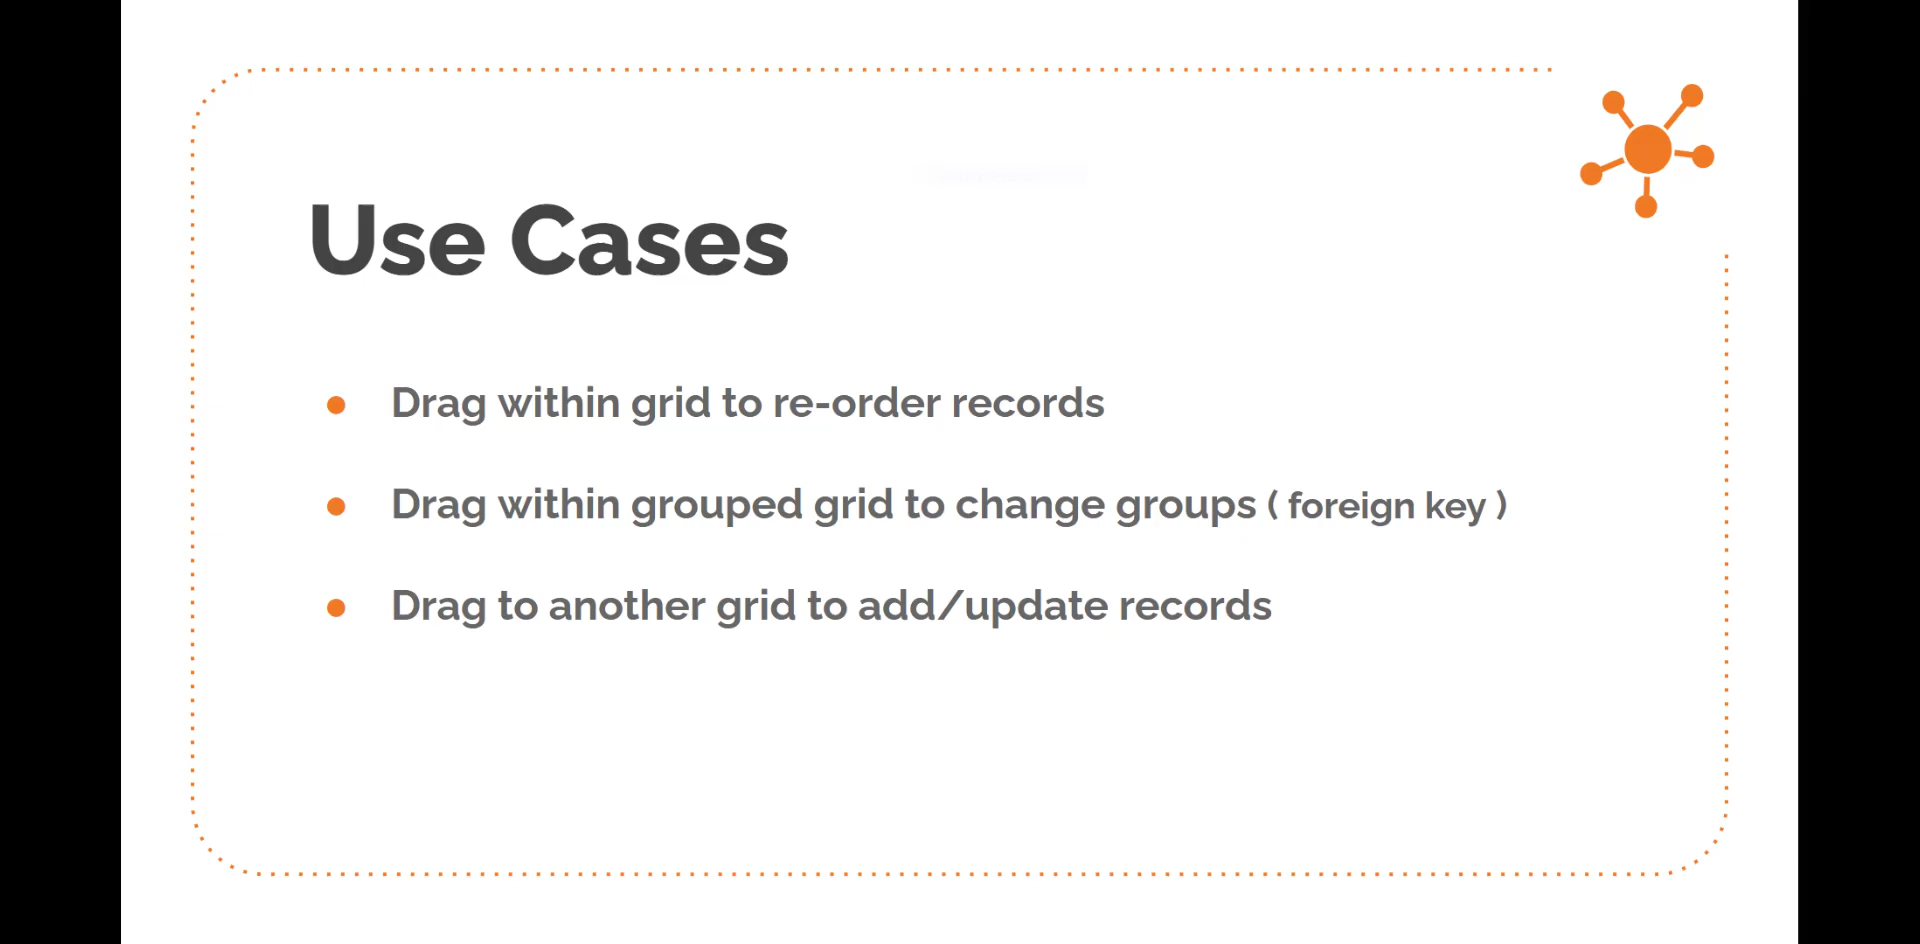 Use Cases
Drag within grid to re-order records
Drag within grouped grid to change groups ( foreign key )
Drag to another grid to add/update records